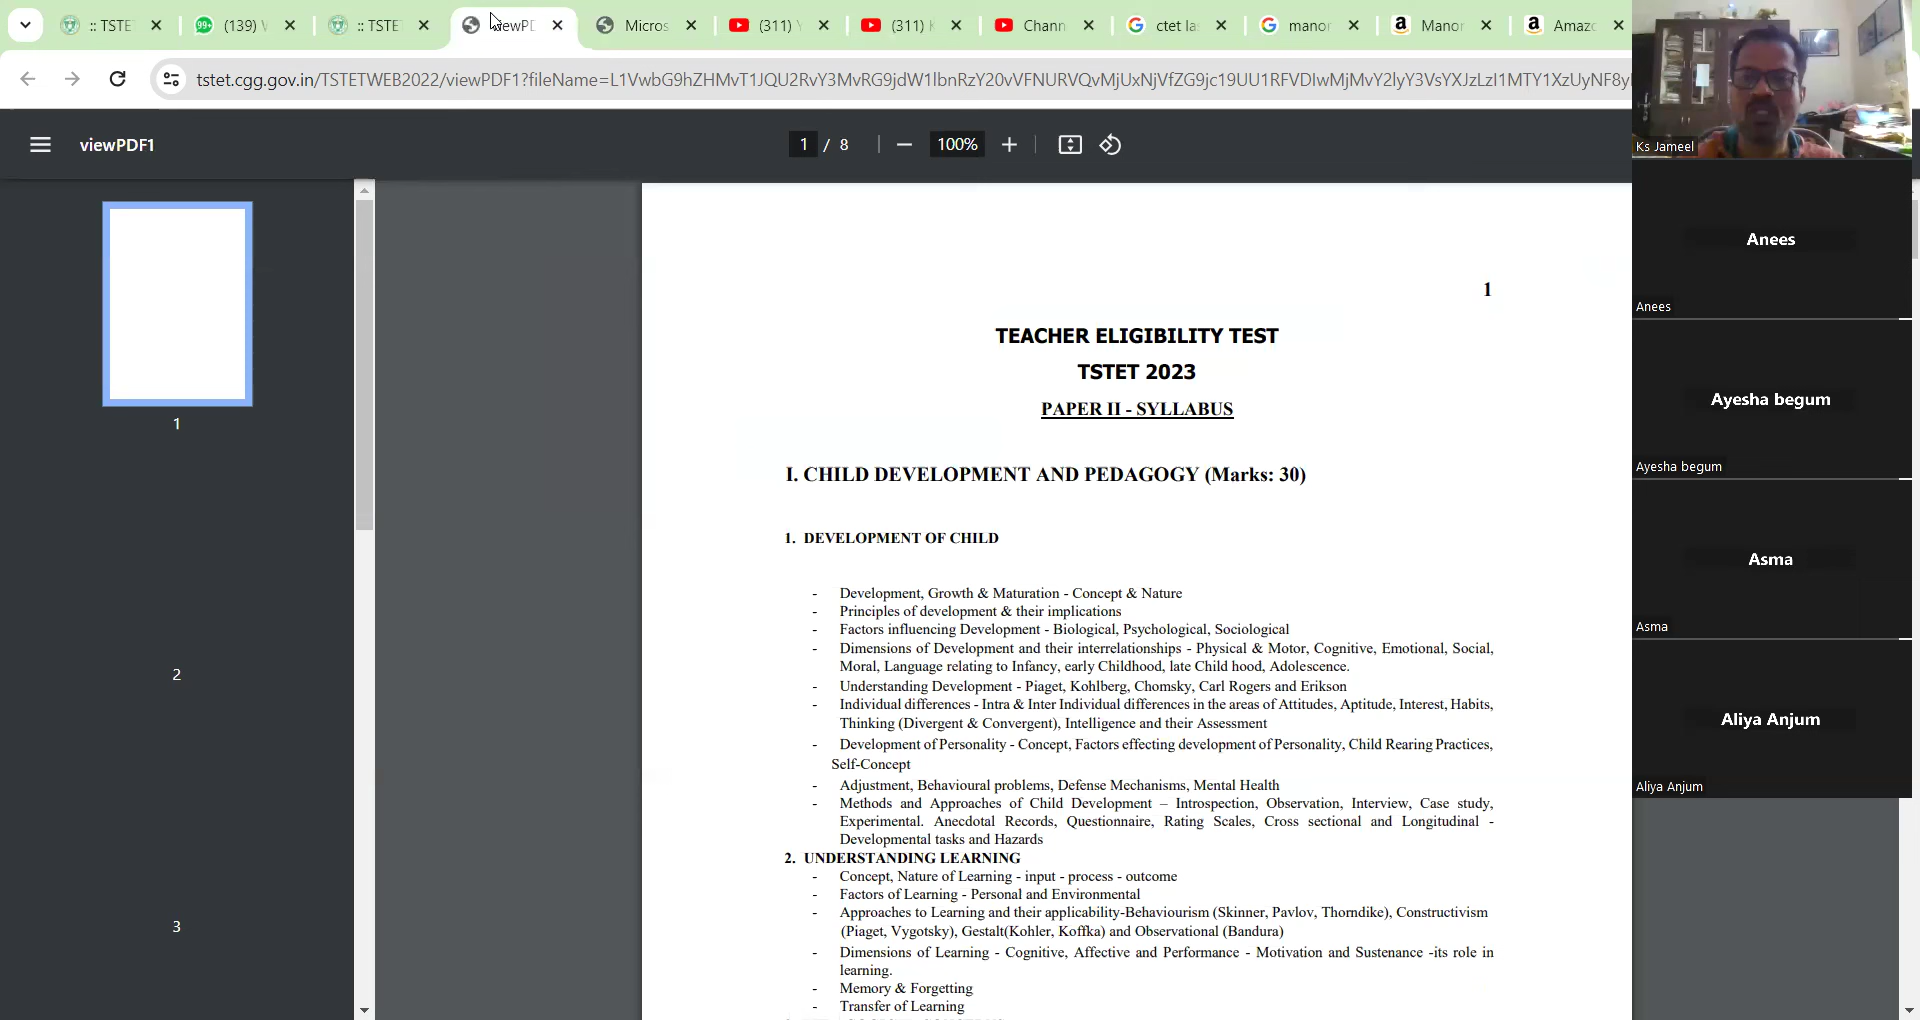 :: TSTE
(139)
:: TSTE
viewPD
Micros
(311)
(311)
Chann
ctet las
manor
Manor
Amazo
99+
tstet.cgg.gov.in/TSTETWEB2022/viewPDF1?fileName=
viewPDF1
1 / 8
100%
1
2
3
1
TEACHER ELIGIBILITY TEST
TSTET 2023
PAPER II - SYLLABUS
I. CHILD DEVELOPMENT AND PEDAGOGY (Marks: 30)
1. DEVELOPMENT OF CHILD
- Development, Growth & Maturation - Concept & Nature
- Principles of development & their implications
- Factors influencing Development - Biological, Psychological, Sociological
- Dimensions of Development and their interrelationships - Physical & Motor, Cognitive, Emotional, Social,
Moral, Language relating to Infancy, early Childhood, late Child hood, Adolescence.
- Understanding Development - Piaget, Kohlberg, Chomsky, Carl Rogers and Erikson
- Individual differences - Intra & Inter Individual differences in the areas of Attitudes, Aptitude, Interest, Habits,
Thinking (Divergent & Convergent), Intelligence and their Assessment
- Development of Personality - Concept, Factors effecting development of Personality, Child Rearing Practices,
Self-Concept
- Adjustment, Behavioural problems, Defense Mechanisms, Mental Health
- Methods and Approaches of Child Development – Introspection, Observation, Interview, Case study,
Experimental. Anecdotal Records, Questionnaire, Rating Scales, Cross sectional and Longitudinal -
Developmental tasks and Hazards
2. UNDERSTANDING LEARNING
- Concept, Nature of Learning - input - process - outcome
- Factors of Learning - Personal and Environmental
- Approaches to Learning and their applicability-Behaviourism (Skinner, Pavlov, Thorndike), Constructivism
(Piaget, Vygotsky), Gestalt(Kohler, Koffka) and Observational (Bandura)
- Dimensions of Learning - Cognitive, Affective and Performance - Motivation and Sustenance -its role in
learning.
- Memory & Forgetting
- Transfer of Learning
Ks Jameel
Anees
Anees
Ayesha begum
Ayesha begum
Asma
Asma
Aliya Anjum
Aliya Anjum